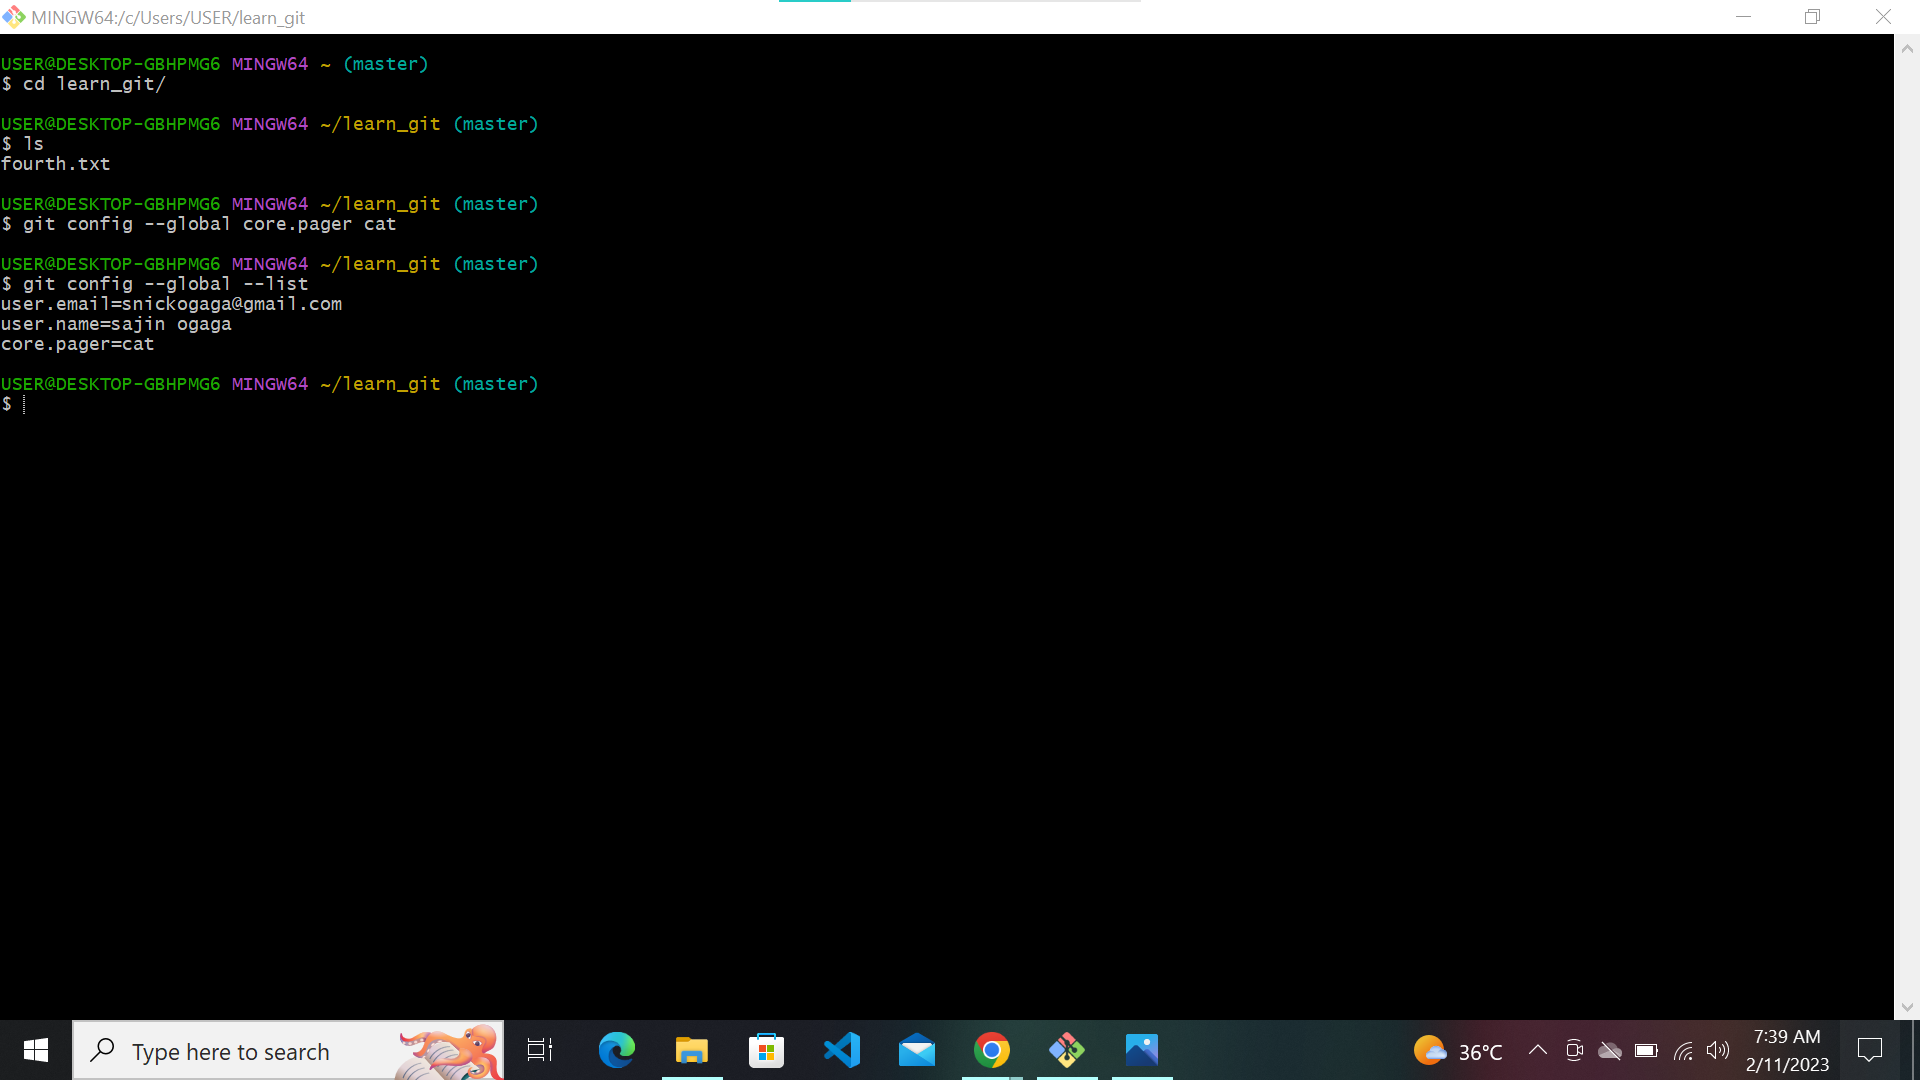 MINGW64:/c/Users/USER/learn_git
USER@DESKTOP-GBHPMG6 MINGW64 ~ (master)
$ cd learn_git/
USER@DESKTOP-GBHPMG6 MINGW64 ~/learn_git (master)
$ ls
fourth.txt
USER@DESKTOP-GBHPMG6 MINGW64 ~/learn_git (master)
$ git config --global core.pager cat
USER@DESKTOP-GBHPMG6 MINGW64 ~/learn_git (master)
$ git config --global --list
user.email=snickogaga@gmail.com
user.name=sajin ogaga
core.pager=cat
USER@DESKTOP-GBHPMG6 MINGW64 ~/learn_git (master)
$
Type here to search
36°C
7:39 AM
2/11/2023